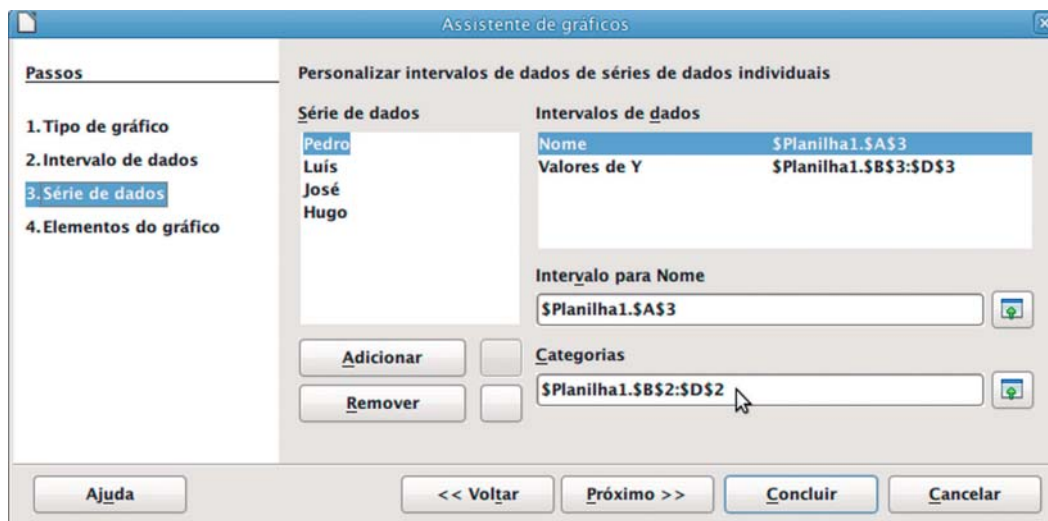 Assistente de gráficos
Passos
1. Tipo de gráfico
2. Intervalo de dados
3. Série de dados
4. Elementos do gráfico
Personalizar intervalos de dados de séries de dados individuais
Série de dados
Pedro
Luís
José
Hugo
Adicionar
Remover
Intervalos de dados
Nome $Planilha1.$A$3
Valores de Y $Planilha1.$B$3:$D$3
Intervalo para Nome
$Planilha1.$A$3
Categorias
$Planilha1.$B$2:$D$2
Ajuda
<< Voltar
Próximo >>
Concluir
Cancelar